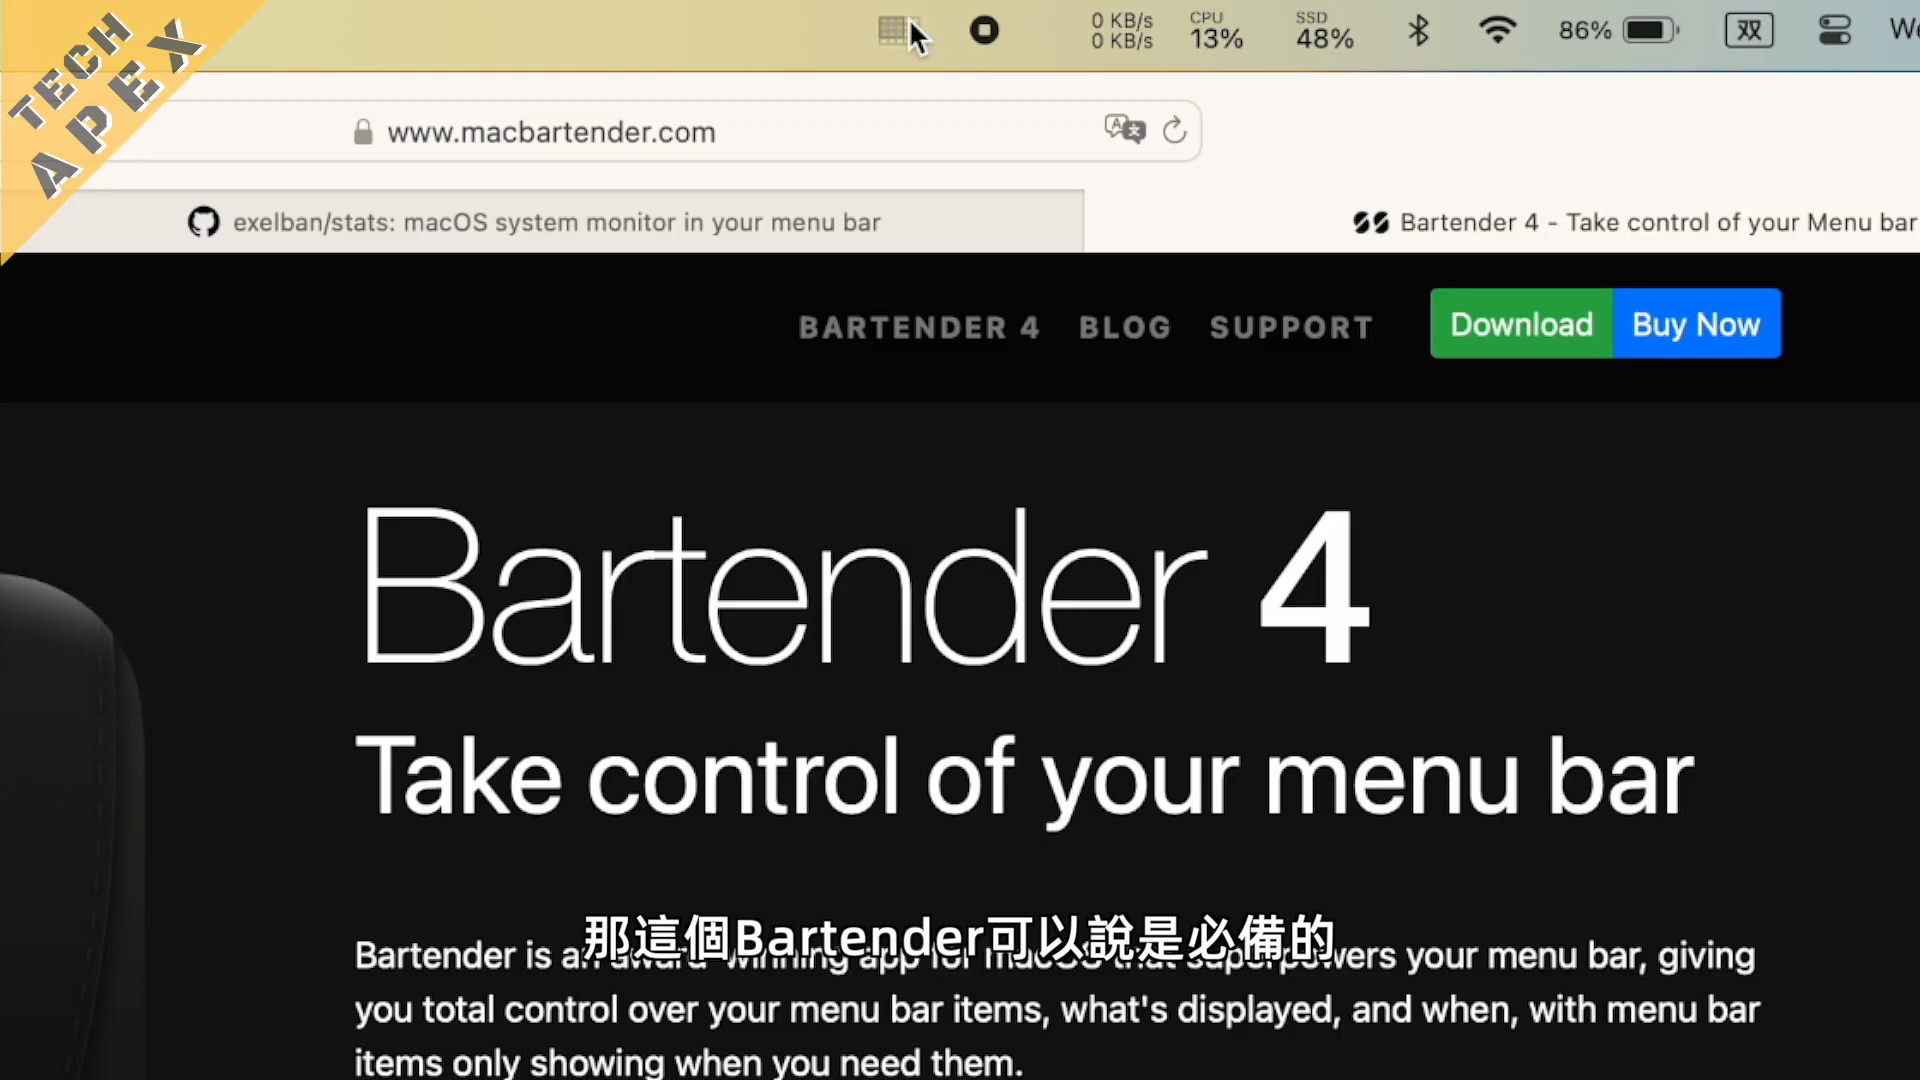 TECH
APEX
0 KB/s
0 KB/s
CPU
13%
SSD
48%
86%
双
www.macbartender.com
exelban/stats: macOS system monitor in your menu bar
Bartender 4 - Take control of your Menu bar
BARTENDER 4
BLOG
SUPPORT
Download
Buy Now
Bartender 4
Take control of your menu bar
那這個Bartender可以說是必備的
Bartender is an award-winning app for macOS that superpowers your menu bar, giving
you total control over your menu bar items, what's displayed, and when, with menu bar
items only showing when you need them.